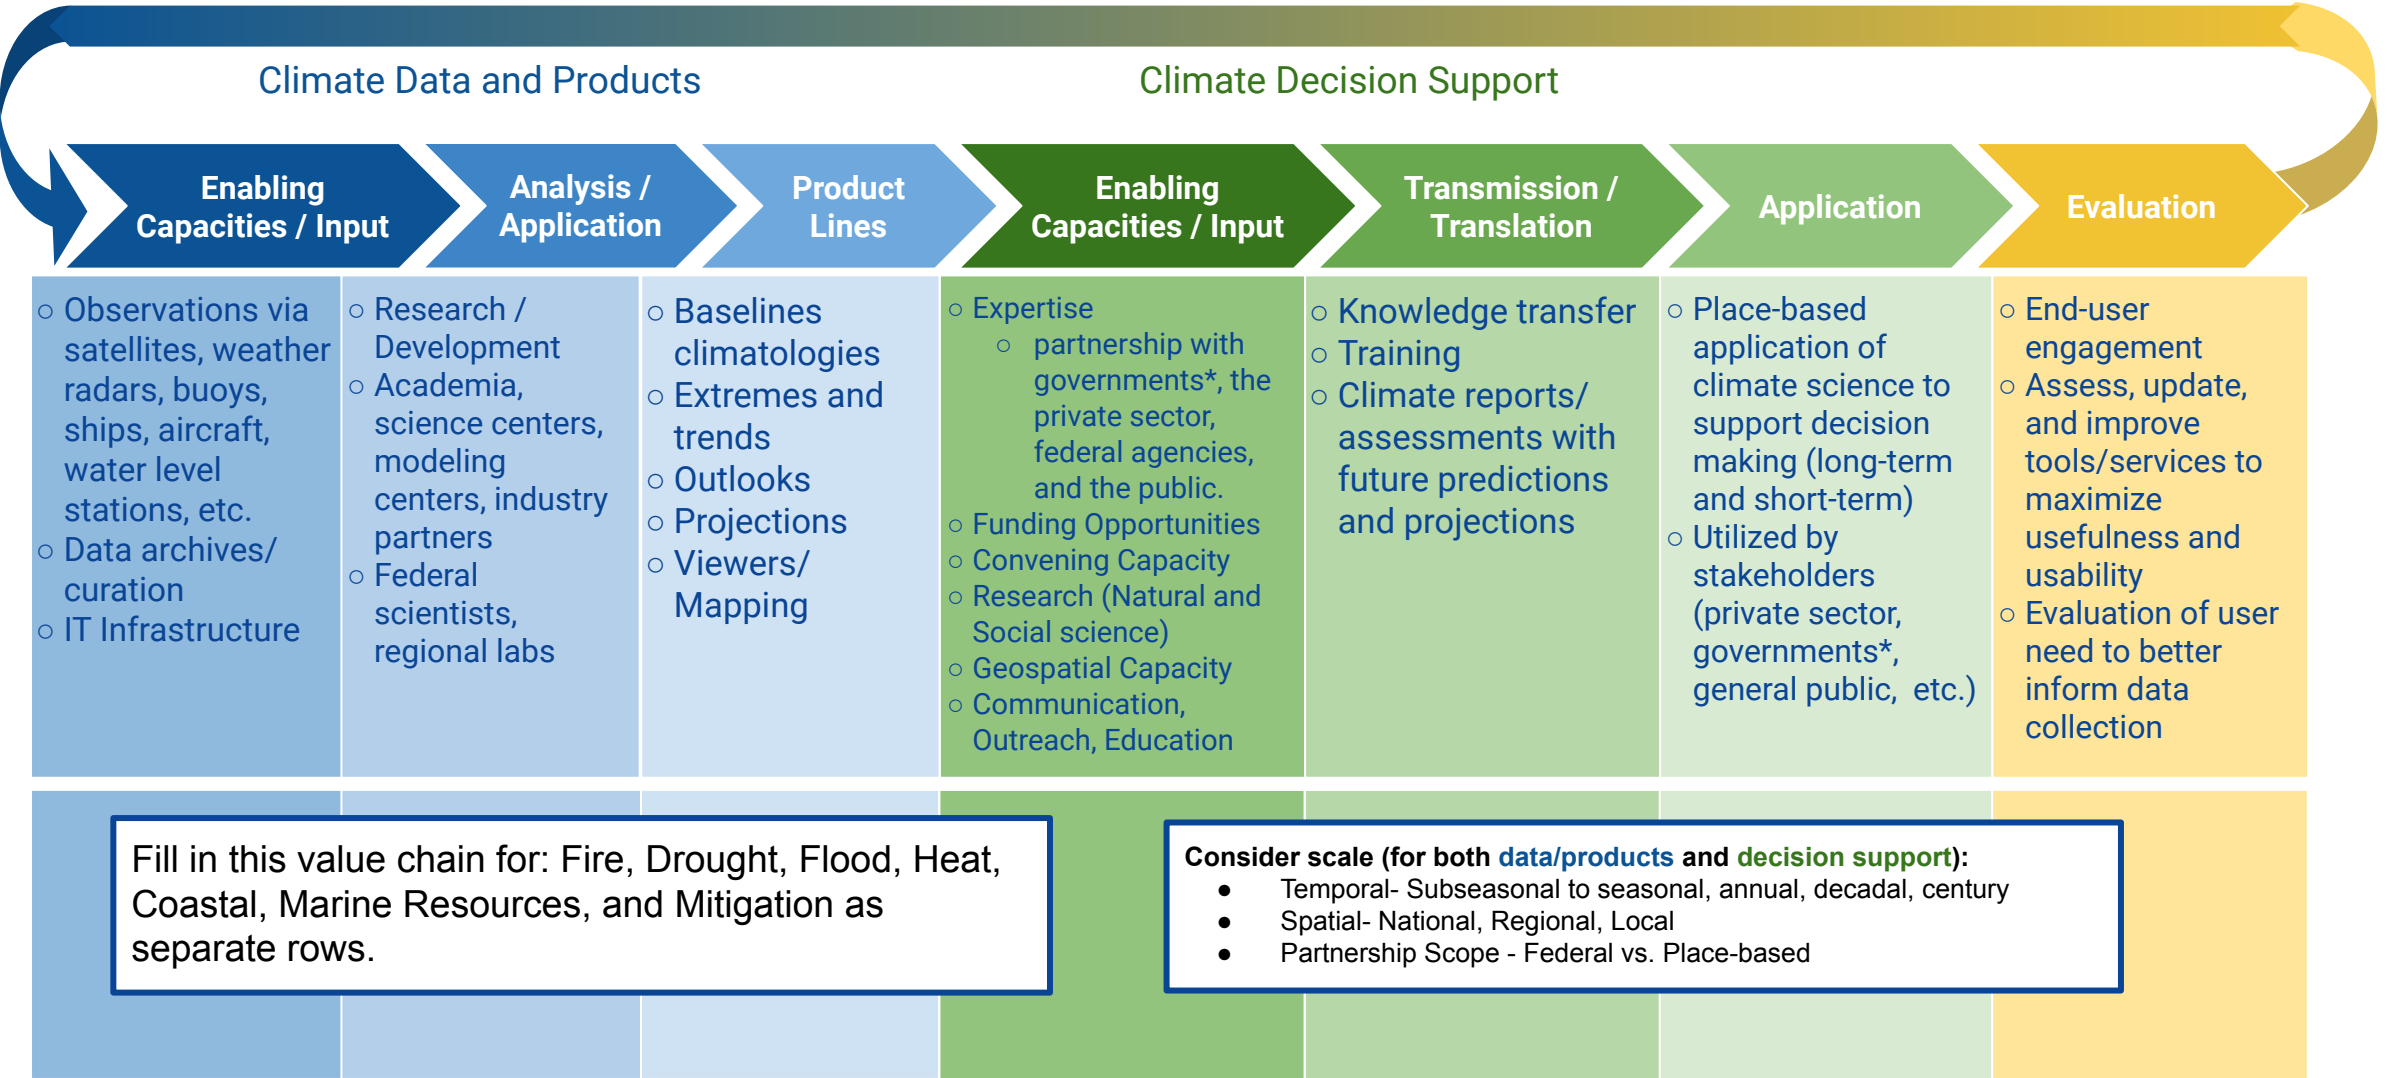 Climate Data and Products
Climate Decision Support
Enabling
Capacities / Input
Analysis /
Application
Product
Lines
Enabling
Capacities / Input
Transmission /
Translation
Application
Evaluation
○ Observations via
satellites, weather
radars, buoys,
ships, aircraft,
water level
stations, etc.
○ Data archives/
curation
○ IT Infrastructure
○ Research /
Development
○ Academia,
science centers,
modeling
centers, industry
partners
○ Federal
scientists,
regional labs
○ Baselines
climatologies
○ Extremes and
trends
○ Outlooks
○ Projections
○ Viewers/
Mapping
○ Expertise
○ partnership with
governments*, the
private sector,
federal agencies,
and the public.
○ Funding Opportunities
○ Convening Capacity
○ Research (Natural and
Social science)
○ Geospatial Capacity
○ Communication,
Outreach, Education
○ Knowledge transfer
○ Training
○ Climate reports/
assessments with
future predictions
and projections
○ Place-based
application of
climate science to
support decision
making (long-term
and short-term)
○ Utilized by
stakeholders
(private sector,
governments*,
general public, etc.)
○ End-user
engagement
○ Assess, update,
and improve
tools/services to
maximize
usefulness and
usability
○ Evaluation of user
need to better
inform data
collection
Fill in this value chain for: Fire, Drought, Flood, Heat,
Coastal, Marine Resources, and Mitigation as
separate rows.
Consider scale (for both data/products and decision support):
● Temporal- Subseasonal to seasonal, annual, decadal, century
● Spatial- National, Regional, Local
● Partnership Scope - Federal vs. Place-based